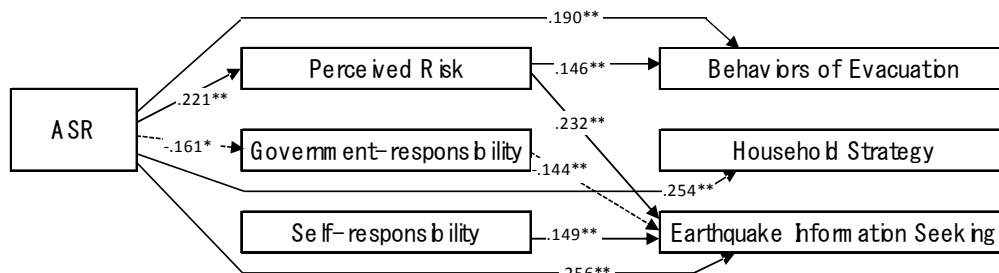 .190**
Perceived Risk
.146**
Behaviors of Evacuation
.221**
ASR
.232**
-.161*
Government-responsibility
Household Strategy
-.144**
.254**
Self-responsibility
.149**
Earthquake Information Seeking
.256**